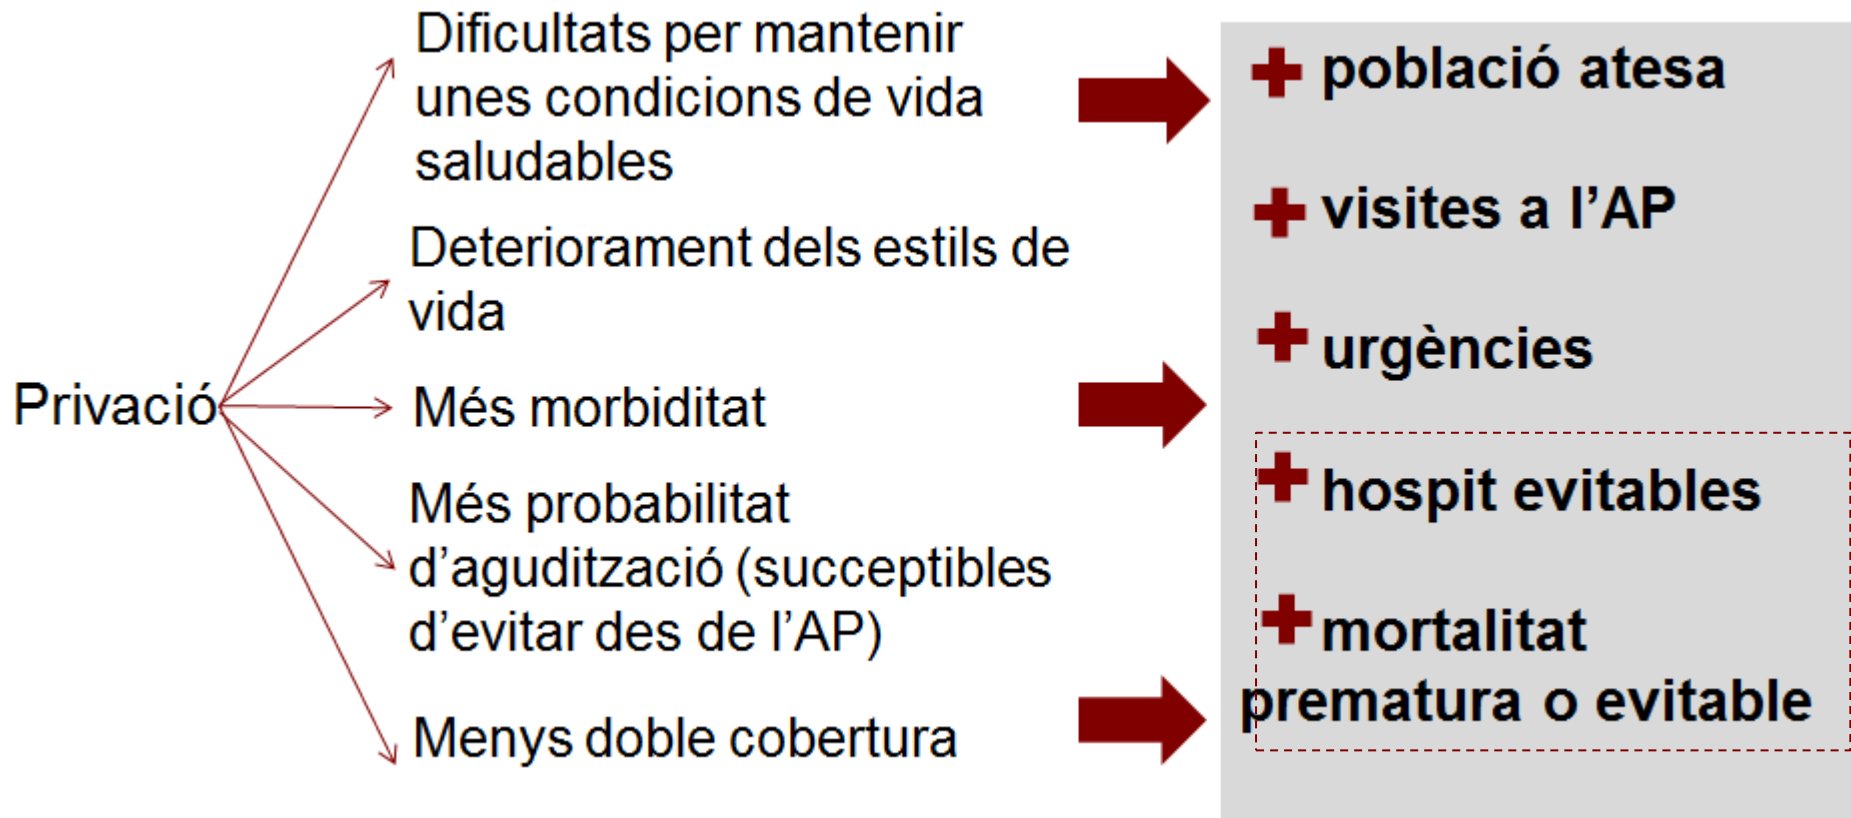 Privació
Dificultats per mantenir
unes condicions de vida
saludables
Deteriorament dels estils de
vida
Més morbiditat
Més probabilitat
d’agudització (succeptibles
d’evitar des de l’AP)
Menys doble cobertura
+ població atesa
+ visites a l’AP
+ urgències
+ hospit evitables
+ mortalitat
prematura o evitable